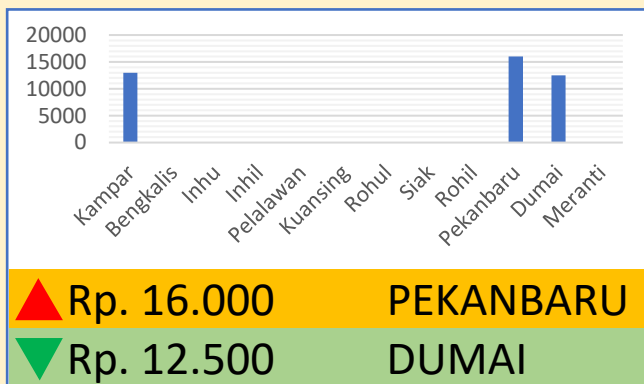 20000
15000
10000
5000
0
Kampar
Bengkalis
Inhu
Inhil
Pelalawan
Kuansing
Rohul
Siak
Rohil
Pekanbaru
Dumai
Meranti
Rp. 16.000 PEKANBARU
Rp. 12.500 DUMAI